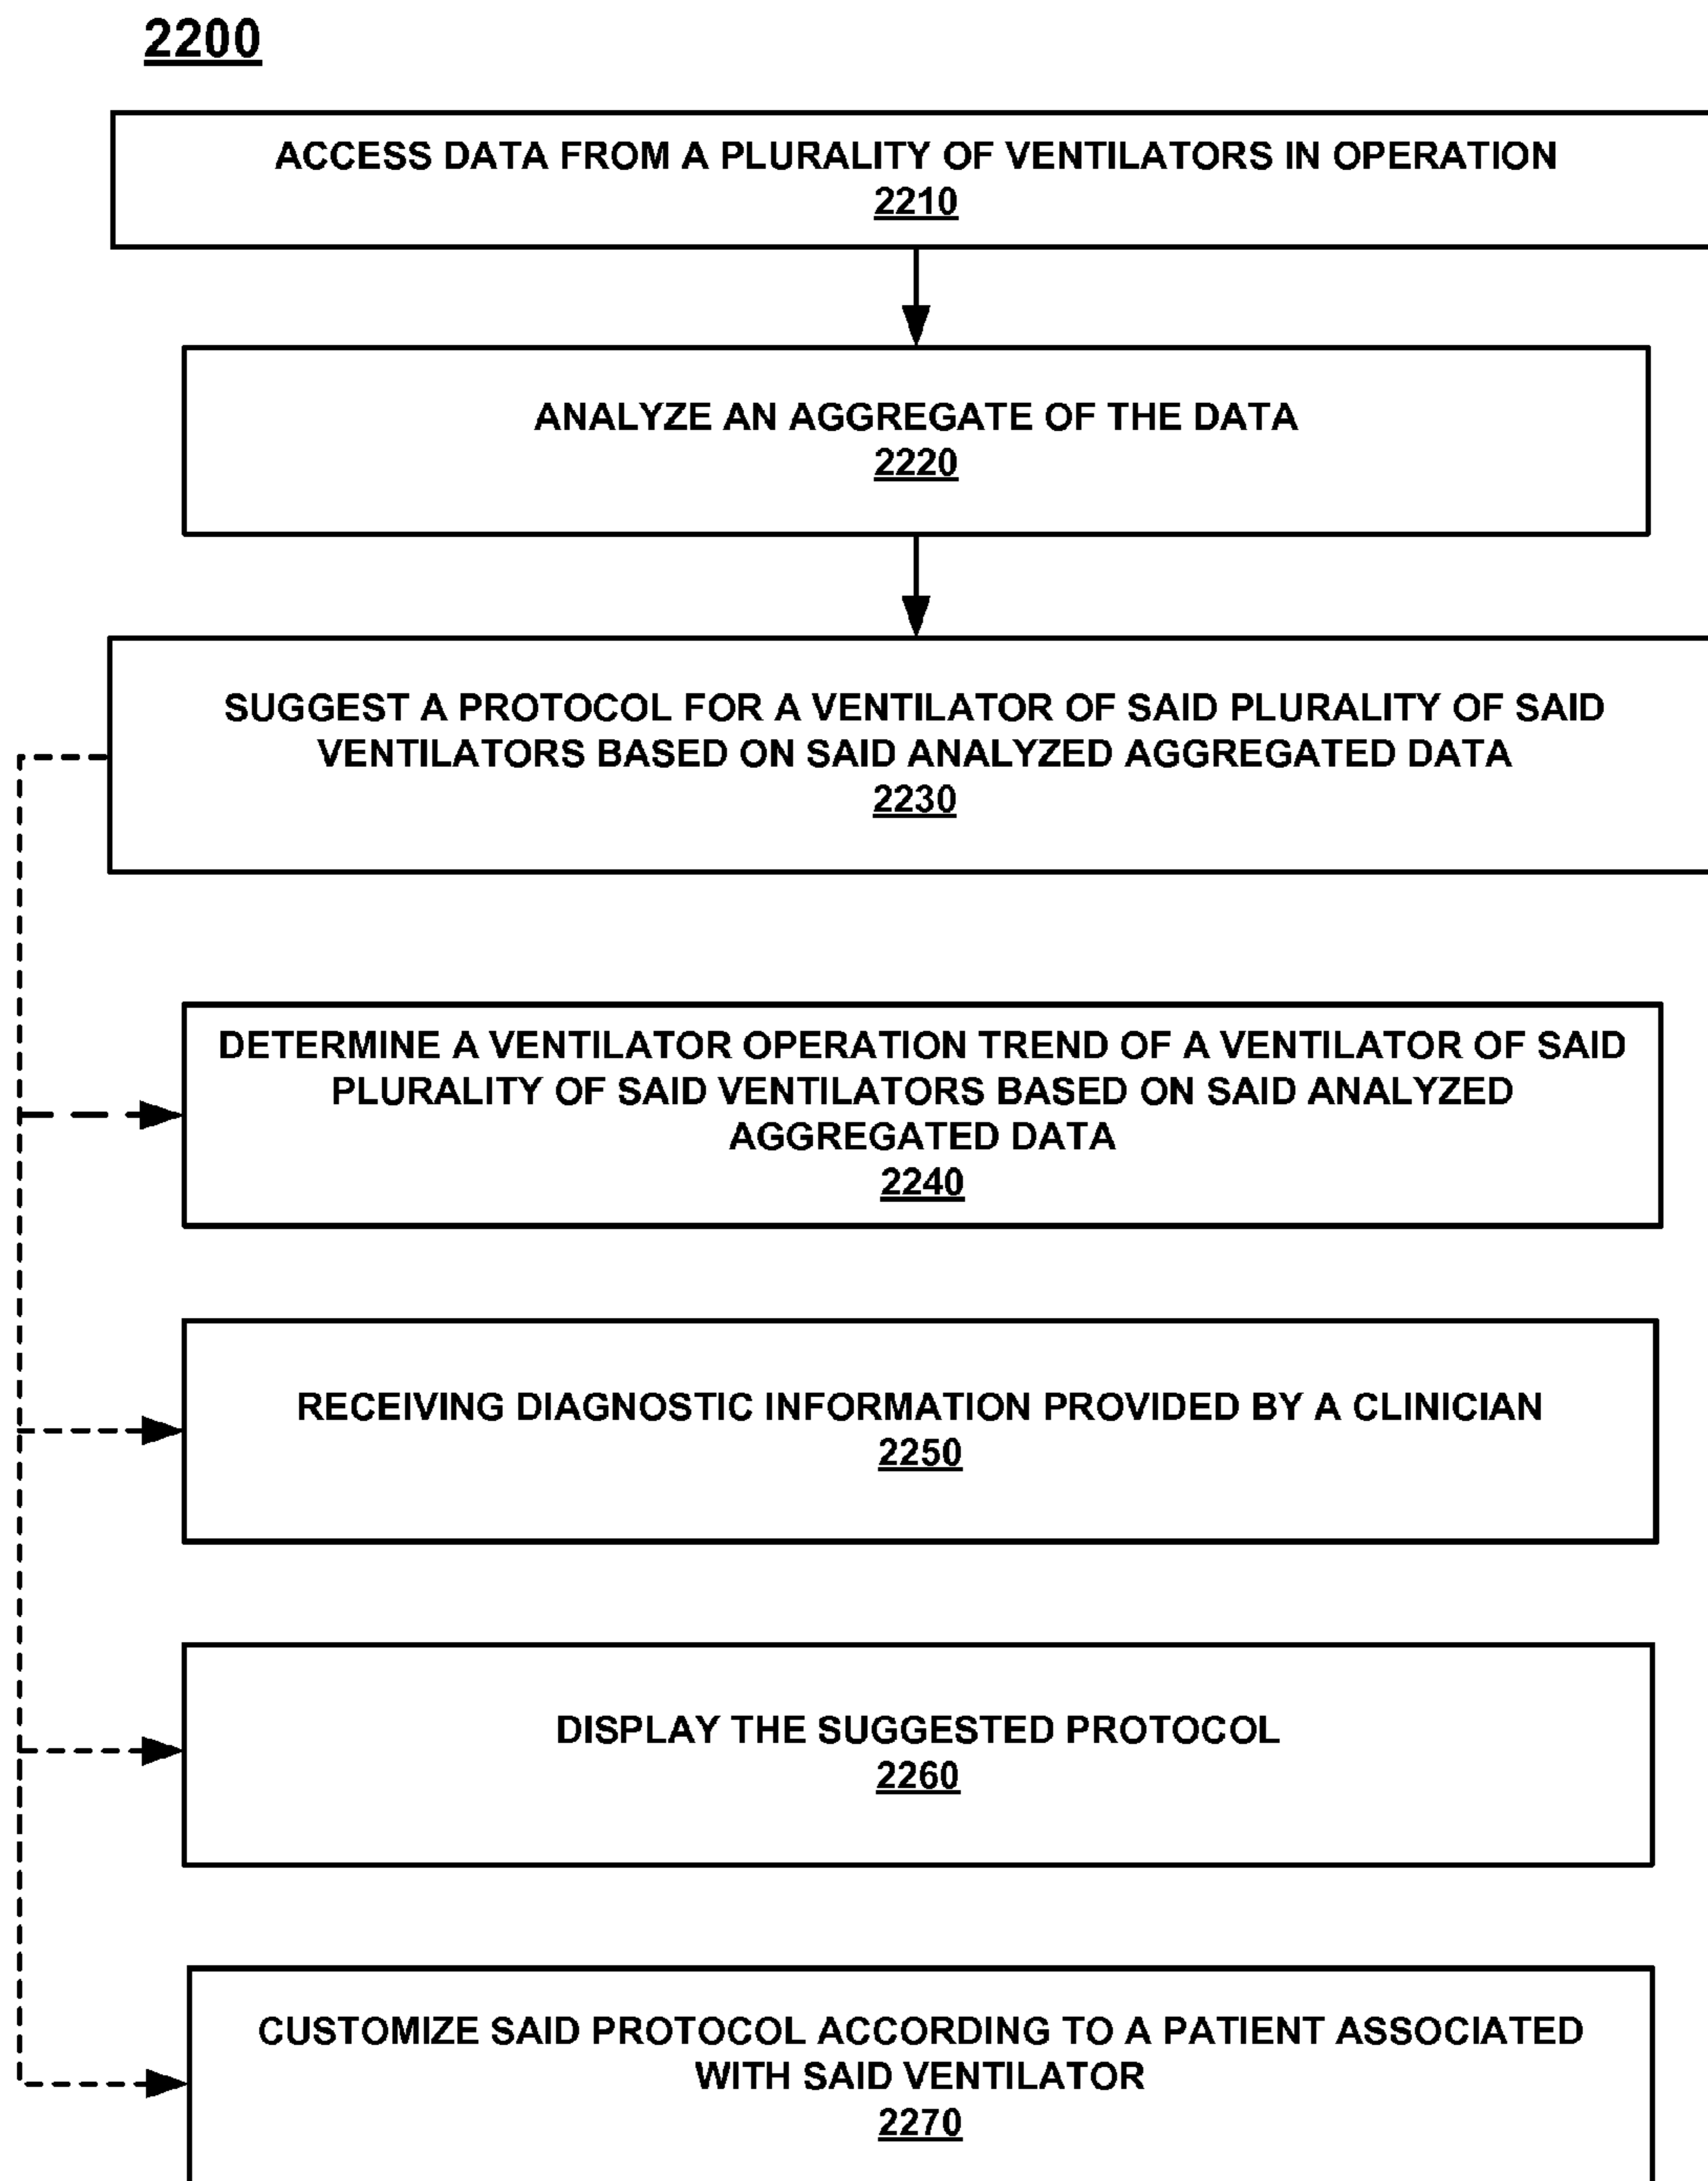 2200
ACCESS DATA FROM A PLURALITY OF VENTILATORS IN OPERATION
2210
ANALYZE AN AGGREGATE OF THE DATA
2220
SUGGEST A PROTOCOL FOR A VENTILATOR OF SAID PLURALITY OF SAID
VENTILATORS BASED ON SAID ANALYZED AGGREGATED DATA
2230
DETERMINE A VENTILATOR OPERATION TREND OF A VENTILATOR OF SAID
PLURALITY OF SAID VENTILATORS BASED ON SAID ANALYZED
AGGREGATED DATA
2240
RECEIVING DIAGNOSTIC INFORMATION PROVIDED BY A CLINICIAN
2250
DISPLAY THE SUGGESTED PROTOCOL
2260
CUSTOMIZE SAID PROTOCOL ACCORDING TO A PATIENT ASSOCIATED
WITH SAID VENTILATOR
2270